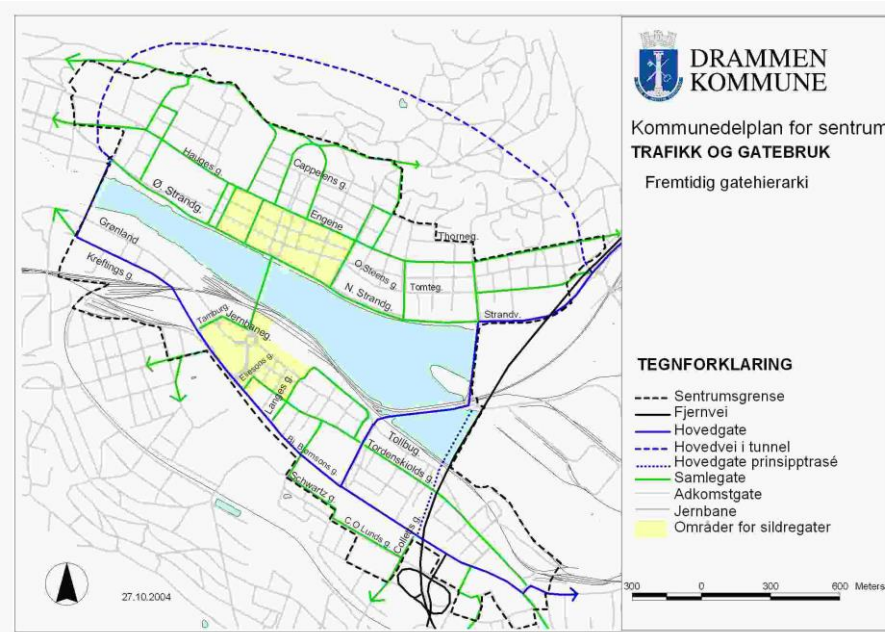 DRAMMEN
KOMMUNE
Kommunedelplan for sentrum
TRAFIKK OG GATEBRUK
Fremtidig gatehierarki
Hauges g.
Cappelens g.
Ø. Strandg.
Engene
Grønland
Thorneg.
Kreftings g.
O.Steens g.
Tomteg.
N. Strandg.
Strandv.
Tamburg.
Jernbaneg.
Langes g.
Tollbug.
Tordenskiolds g.
Schwartz g.
C.O.Lunds g.
27.10.2004
TEGNFORKLARING
Sentrumsgrense
Fjernvei
Hovedgate
Hovedvei i tunnel
Hovedgate prinsipptrasé
Samlegate
Adkomstgate
Jernbane
Områder for sildregater
300 0 300 600 Meters